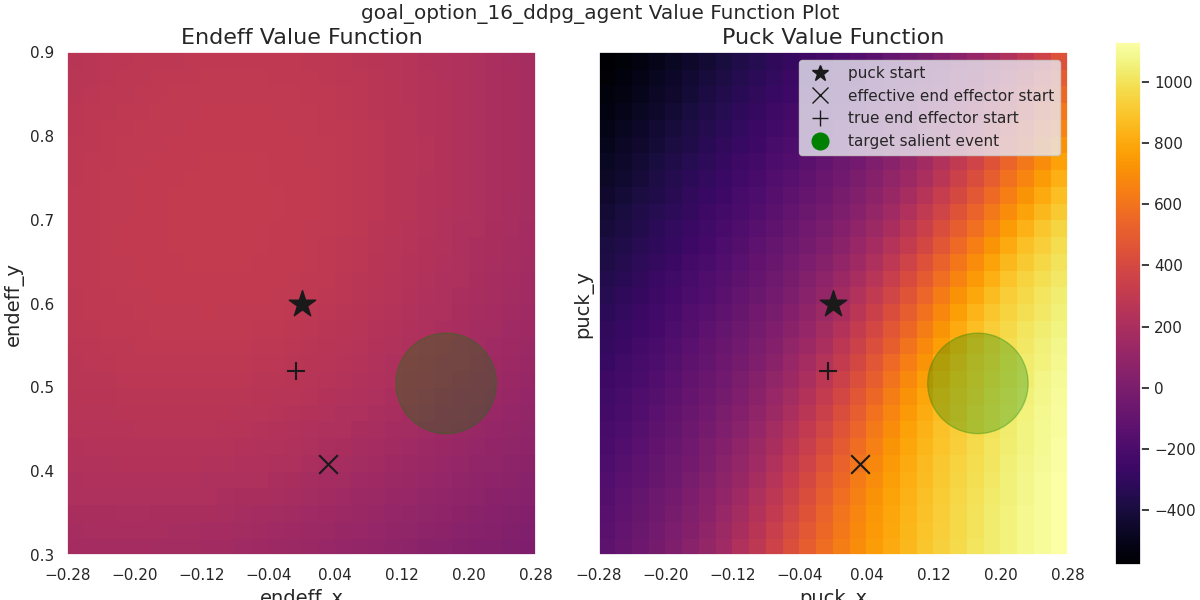 goal_option_16_ddpg_agent Value Function Plot
Endeff Value Function
Puck Value Function
puck start
effective end effector start
true end effector start
target salient event
0.9
0.8
0.7
0.6
0.5
0.4
0.3
endeff_y
puck_y
−0.28 −0.20 −0.12 −0.04 0.04 0.12 0.20 0.28
−0.28 −0.20 −0.12 −0.04 0.04 0.12 0.20 0.28
endeff_x
puck_x
1000
800
600
400
200
0
−200
−400